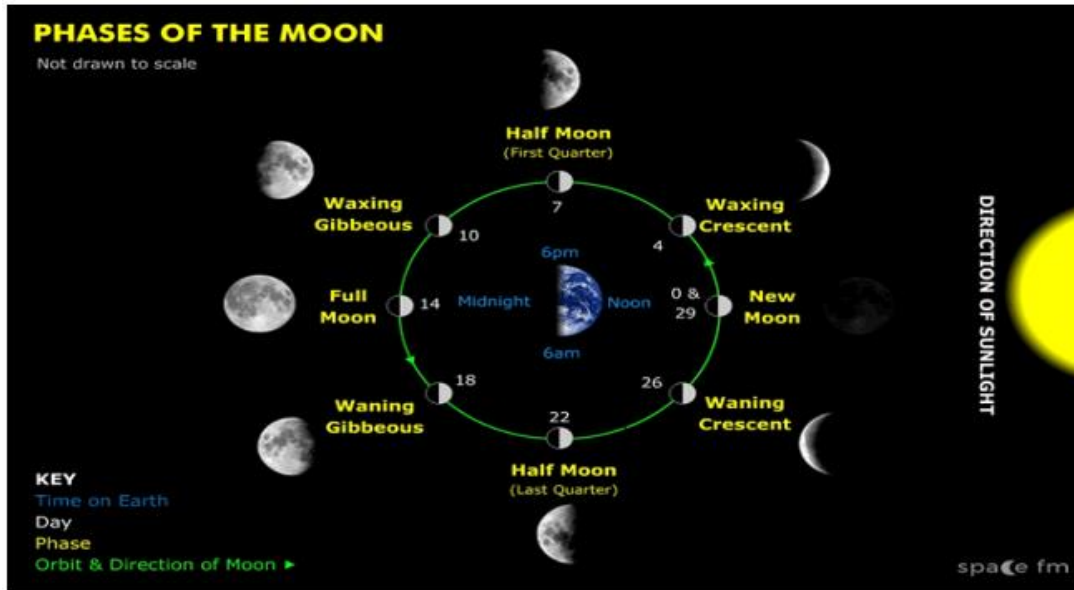 PHASES OF THE MOON
Not drawn to scale
Half Moon
(First Quarter)
7
Waxing
Gibbeous
10
Waxing
Crescent
4
6pm
Full
Moon
14
Midnight
Noon
0 &
29
New
Moon
DIRECTION OF SUNLIGHT
6am
Waning
Gibbeous
18
22
26
Waning
Crescent
Half Moon
(Last Quarter)
KEY
Time on Earth
Day
Phase
Orbit & Direction of Moon ►
space fm